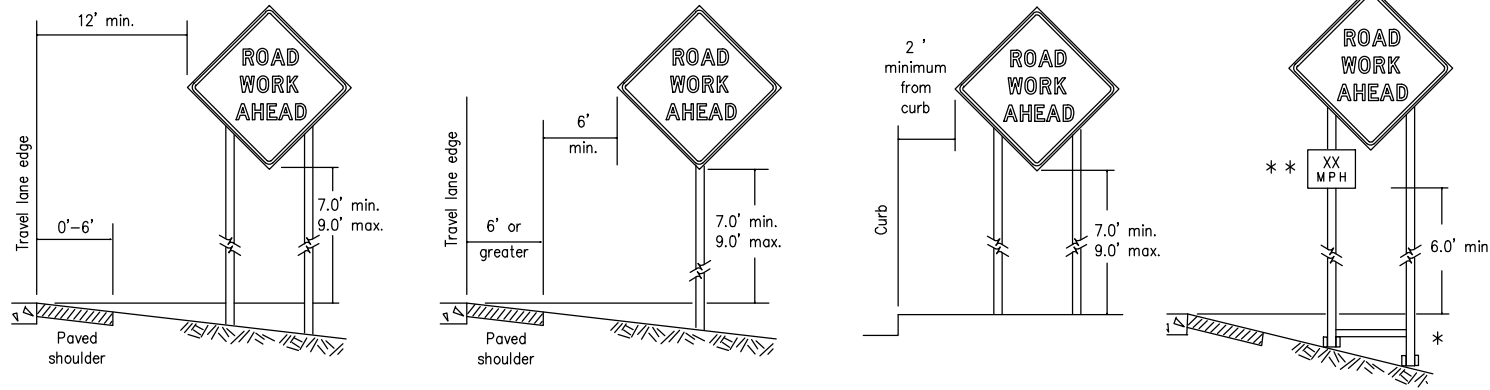 12' min.
ROAD
WORK
AHEAD
Travel lane edge
0'-6'
7.0' min.
9.0' max.
Paved
shoulder
ROAD
WORK
AHEAD
6'
min.
Travel lane edge
6' or
greater
7.0' min.
9.0' max.
Paved
shoulder
2 '
minimum
from
curb
ROAD
WORK
AHEAD
Curb
7.0' min.
9.0' max.
ROAD
WORK
AHEAD
* *
XX
MPH
6.0' min
*